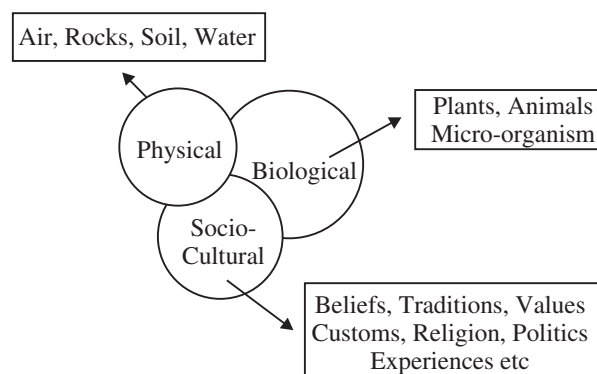 Air, Rocks, Soil, Water
Plants, Animals
Micro-organism
Physical
Biological
Socio-
Cultural
Beliefs, Traditions, Values
Customs, Religion, Politics
Experiences etc